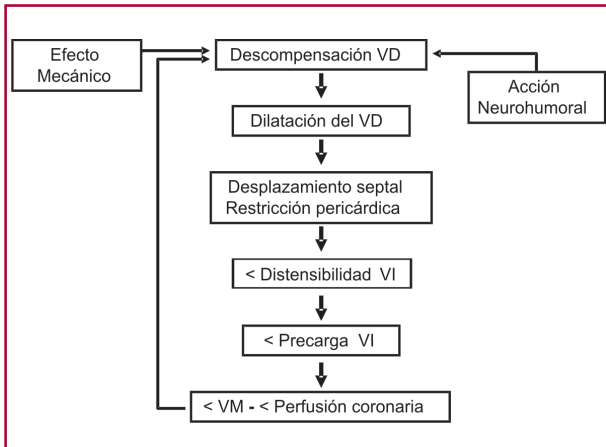 Efecto
Mecánico
Descompensación VD
Acción
Neurohumoral
Dilatación del VD
Desplazamiento septal
Restricción pericárdica
< Distensibilidad VI
< Precarga VI
< VM - < Perfusión coronaria